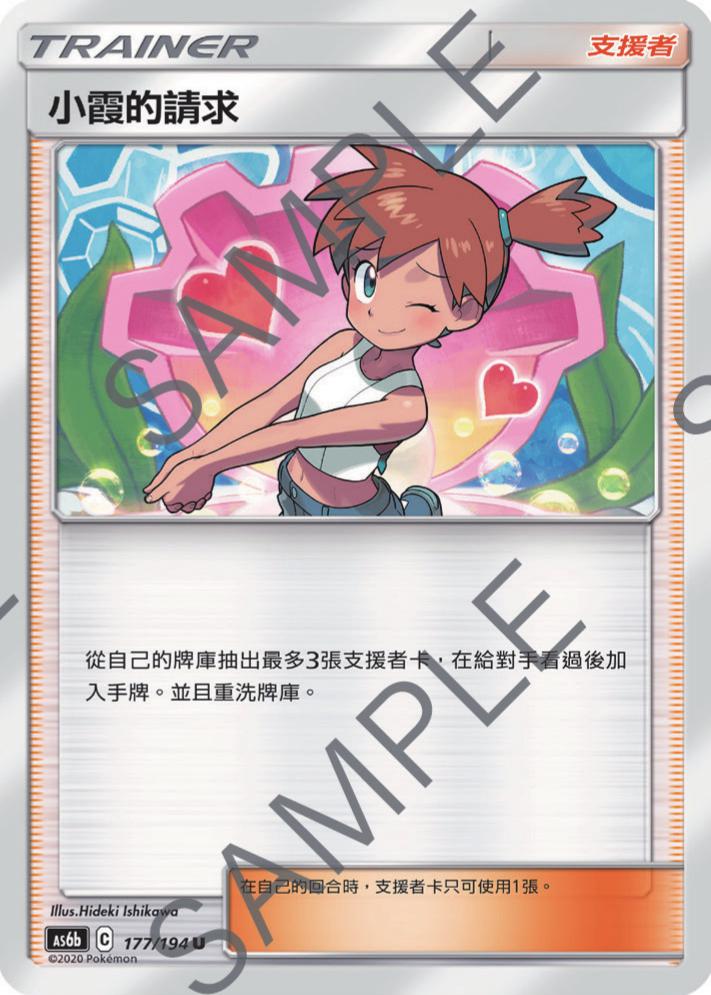 TRAINER
支援者
小霞的請求
從自己的牌庫抽出最多3張支援者卡,在給對手看過後加
入手牌。並且重洗牌庫。
在自己的回合時,支援者卡只可使用1張。
Illus.Hideki Ishikawa
AS6b C 177/194 U
©2020 Pokémon
SAMPLE
SAMPLE